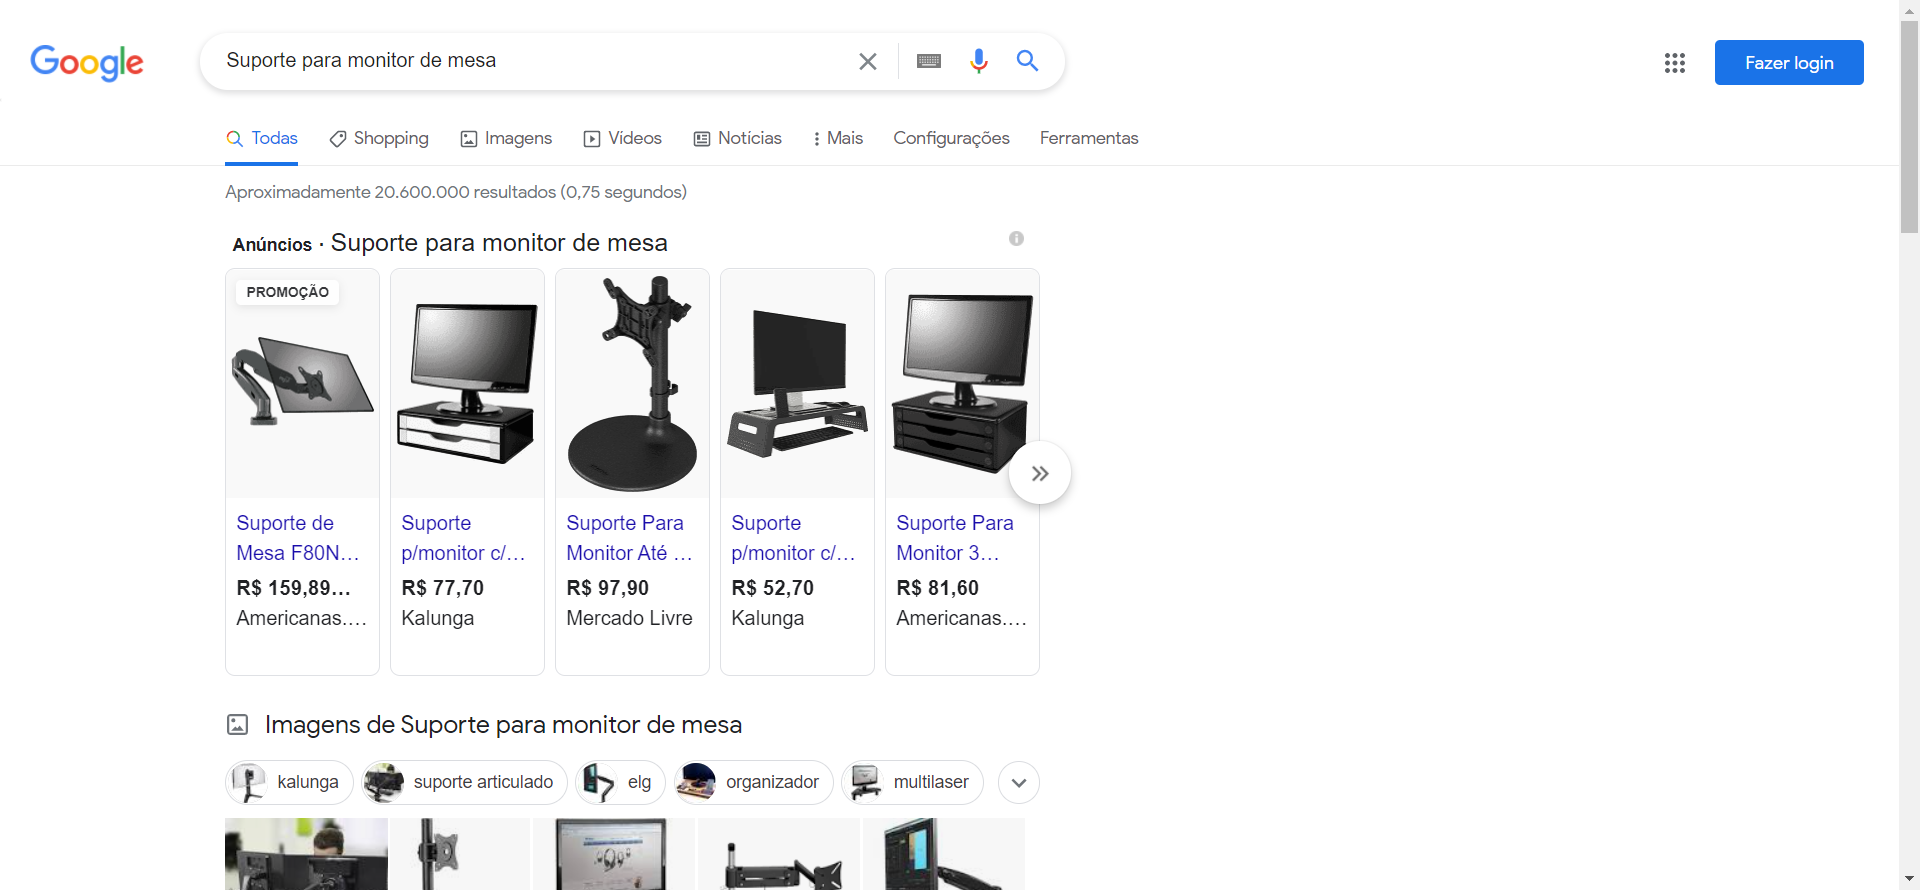 Google
Suporte para monitor de mesa
Fazer login
Todas
Shopping
Imagens
Vídeos
Notícias
Mais
Configurações
Ferramentas
Aproximadamente 20.600.000 resultados (0,75 segundos)
Anúncios · Suporte para monitor de mesa
PROMOÇÃO
Suporte de
Mesa F80N...
R$ 159,89...
Americanas....
Suporte
p/monitor c/...
R$ 77,70
Kalunga
Suporte Para
Monitor Até ...
R$ 97,90
Mercado Livre
Suporte
p/monitor c/...
R$ 52,70
Kalunga
Suporte Para
Monitor 3...
R$ 81,60
Americanas....
Imagens de Suporte para monitor de mesa
kalunga
suporte articulado
elg
organizador
multilaser